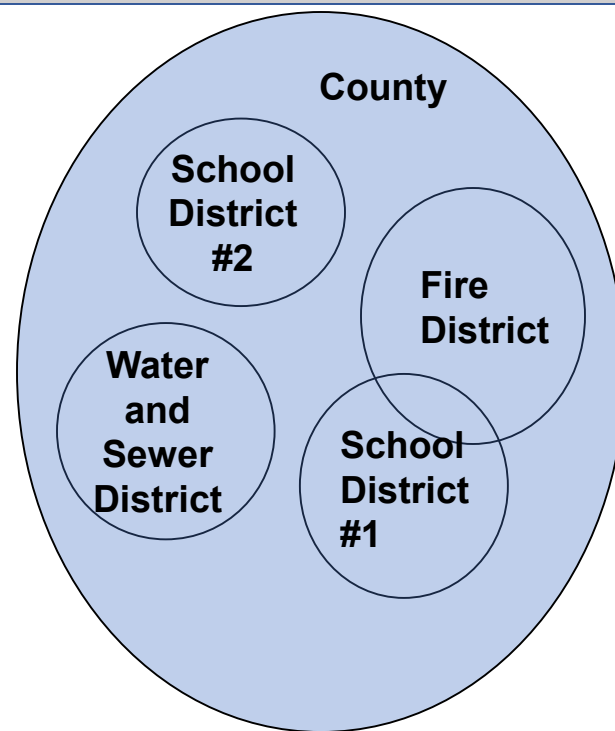 County
School
District
#2
Fire
District
Water
and
Sewer
District
School
District
#1